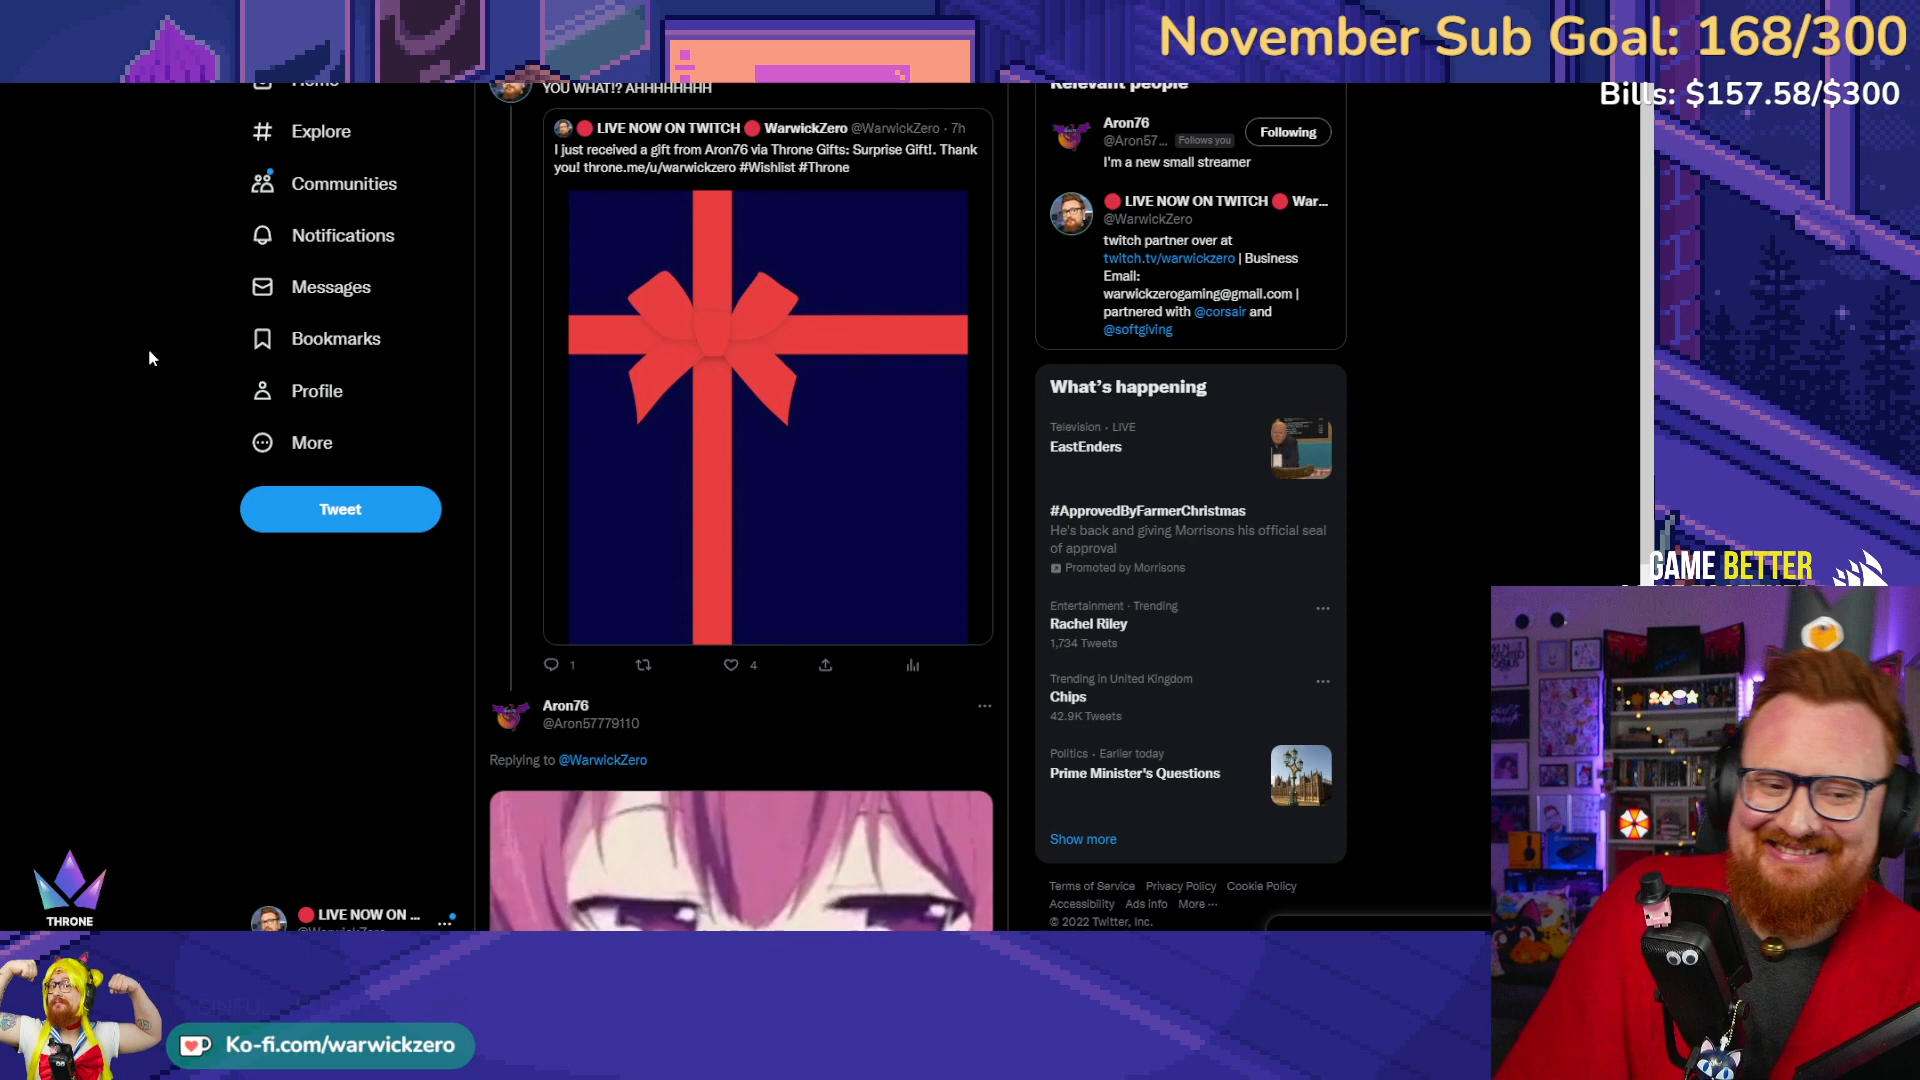 November Sub Goal: 168/300
Bills: $157.58/$300
Home
Explore
Communities
Notifications
Messages
Bookmarks
Profile
More
Tweet
LIVE NOW ON ...
@WarwickZero
THRONE
YOU WHAT!? AHHHHHHHH
LIVE NOW ON TWITCH WarwickZero @WarwickZero · 7h
I just received a gift from Aron76 via Throne Gifts: Surprise Gift!. Thank
you! throne.me/u/warwickzero #Wishlist #Throne
1
4
Aron76
@Aron57779110
Replying to @WarwickZero
Relevant people
Aron76
@Aron57... Follows you
Following
I'm a new small streamer
LIVE NOW ON TWITCH War...
@WarwickZero
twitch partner over at
twitch.tv/warwickzero | Business
Email:
warwickzerogaming@gmail.com |
partnered with @corsair and
@softgiving
What's happening
Television · LIVE
EastEnders
#ApprovedByFarmerChristmas
He's back and giving Morrisons his official seal
of approval
Promoted by Morrisons
Entertainment · Trending
Rachel Riley
1,734 Tweets
Trending in United Kingdom
Chips
42.9K Tweets
Politics · Earlier today
Prime Minister's Questions
Show more
Terms of Service Privacy Policy Cookie Policy
Accessibility Ads info More ···
© 2022 Twitter, Inc.
GAME BETTER
Ko-fi.com/warwickzero